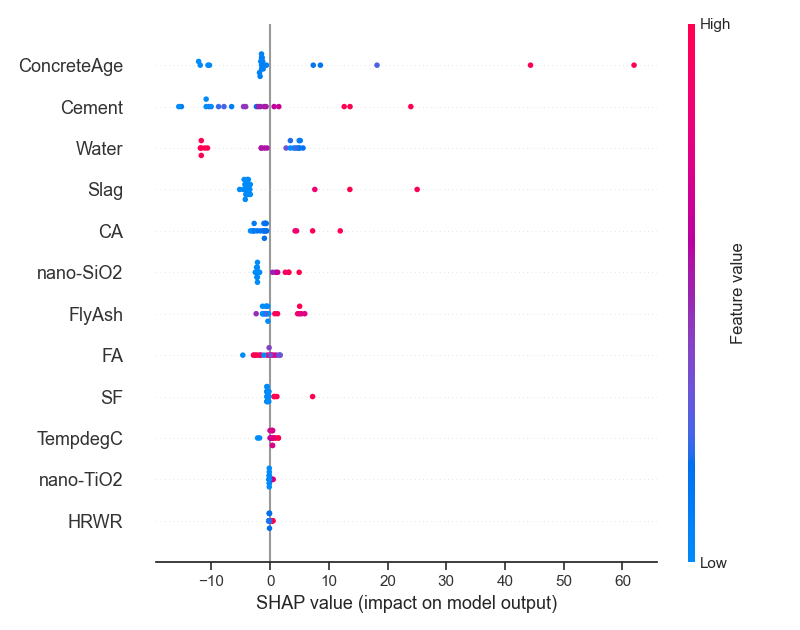 High
ConcreteAge
Cement
Water
Slag
CA
nano-SiO2
FlyAsh
FA
SF
TempdegC
nano-TiO2
HRWR
Feature value
Low
−10 0 10 20 30 40 50 60
SHAP value (impact on model output)